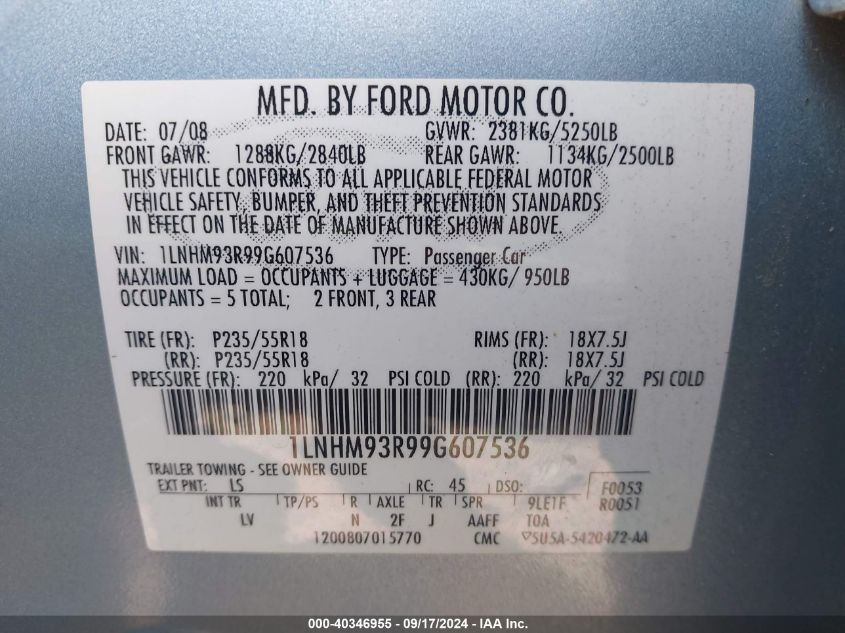 MFD. BY FORD MOTOR CO.
DATE: 07/08 GVWR: 2381KG/5250LB
FRONT GAWR: 1288KG/2840LB REAR GAWR: 1134KG/2500LB
THIS VEHICLE CONFORMS TO ALL APPLICABLE FEDERAL MOTOR
VEHICLE SAFETY, BUMPER, AND THEFT PREVENTION STANDARDS
IN EFFECT ON THE DATE OF MANUFACTURE SHOWN ABOVE.
VIN: 1LNHM93R99G607536 TYPE: Passenger Car
MAXIMUM LOAD = OCCUPANTS + LUGGAGE = 430KG/ 950LB
OCCUPANTS = 5 TOTAL; 2 FRONT, 3 REAR
TIRE (FR): P235/55R18 RIMS (FR): 18X7.5J
(RR): P235/55R18 (RR): 18X7.5J
PRESSURE (FR): 220 kPa/ 32 PSI COLD (RR): 220 kPa/ 32 PSI COLD
1LNHM93R99G607536
TRAILER TOWING - SEE OWNER GUIDE
EXT PNT: LS RC: 45 DSO: F0053
INT TR TP/PS R AXLE TR SPR 9LE1F R0051
LV N 2F J AAFF TOA
1200807015770 CMC ▽5U5A-5420472-AA
000-40346955 - 09/17/2024 - IAA Inc.